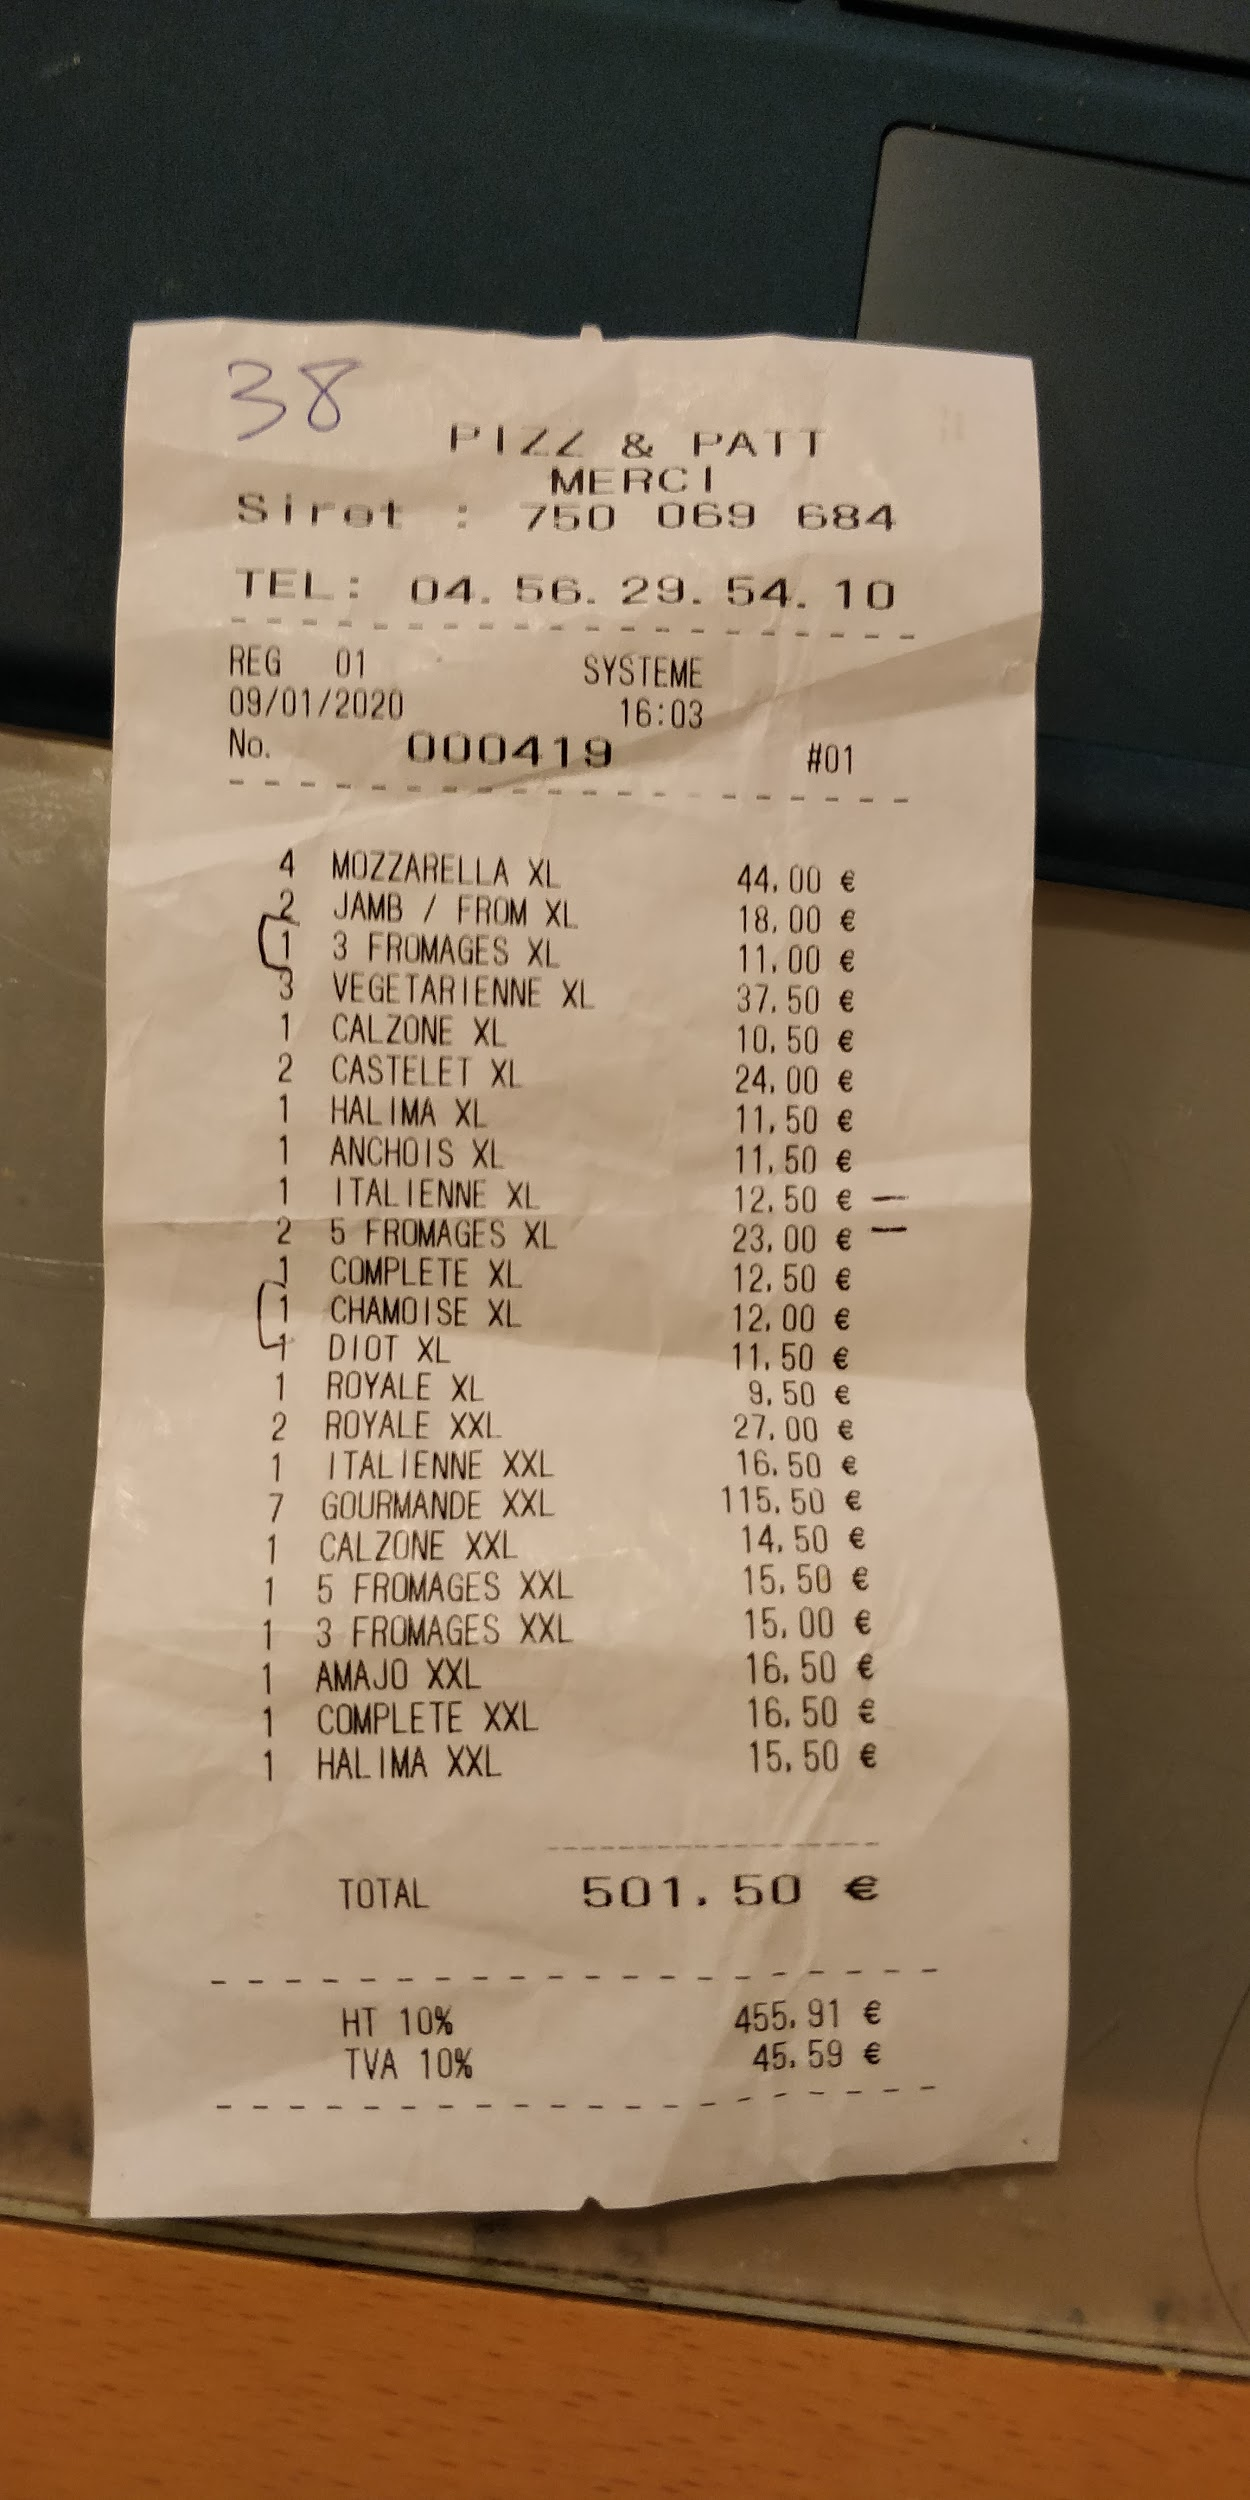 38
PIZZ & PATT
MERCI
Siret : 750 069 684
TEL: 04. 56. 29. 54. 10
REG 01 SYSTEME
09/01/2020 16:03
No. 000419 #01
4 MOZZARELLA XL 44,00 €
2 JAMB / FROM XL 18,00 €
1 3 FROMAGES XL 11,00 €
3 VEGETARIENNE XL 37,50 €
1 CALZONE XL 10,50 €
2 CASTELET XL 24,00 €
1 HALIMA XL 11,50 €
1 ANCHOIS XL 11,50 €
1 ITALIENNE XL 12,50 €
2 5 FROMAGES XL 23,00 €
1 COMPLETE XL 12,50 €
1 CHAMOISE XL 12,00 €
1 DIOT XL 11,50 €
1 ROYALE XL 9,50 €
2 ROYALE XXL 27,00 €
1 ITALIENNE XXL 16,50 €
7 GOURMANDE XXL 115,50 €
1 CALZONE XXL 14,50 €
1 5 FROMAGES XXL 15,50 €
1 3 FROMAGES XXL 15,00 €
1 AMAJO XXL 16,50 €
1 COMPLETE XXL 16,50 €
1 HALIMA XXL 15,50 €
TOTAL 501.50 €
HT 10% 455,91 €
TVA 10% 45,59 €